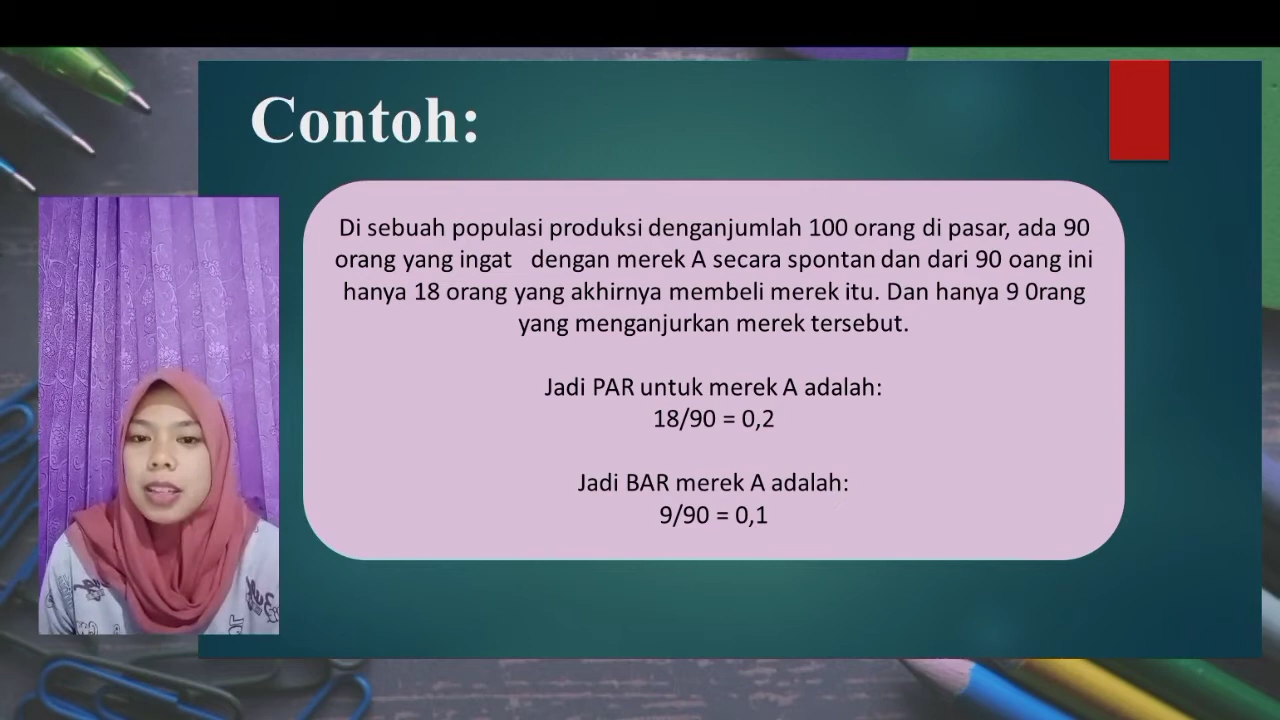 Contoh:
Di sebuah populasi produksi denganjumlah 100 orang di pasar, ada 90
orang yang ingat dengan merek A secara spontan dan dari 90 oang ini
hanya 18 orang yang akhirnya membeli merek itu. Dan hanya 9 0rang
yang menganjurkan merek tersebut.
Jadi PAR untuk merek A adalah:
18/90 = 0,2
Jadi BAR merek A adalah:
9/90 = 0,1